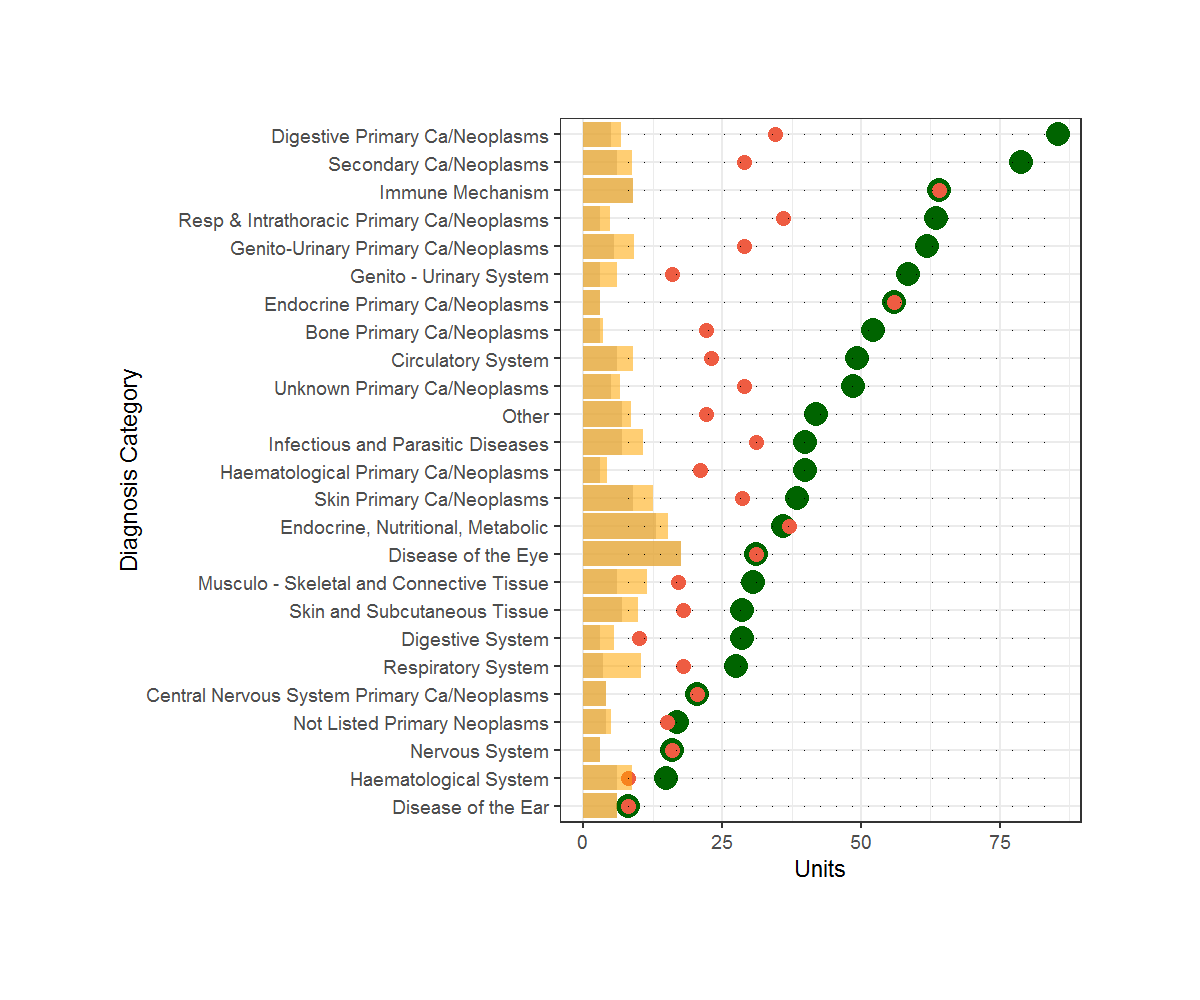 Digestive Primary Ca/Neoplasms
Secondary Ca/Neoplasms
Immune Mechanism
Resp & Intrathoracic Primary Ca/Neoplasms
Genito-Urinary Primary Ca/Neoplasms
Genito - Urinary System
Endocrine Primary Ca/Neoplasms
Bone Primary Ca/Neoplasms
Circulatory System
Unknown Primary Ca/Neoplasms
Other
Infectious and Parasitic Diseases
Haematological Primary Ca/Neoplasms
Skin Primary Ca/Neoplasms
Endocrine, Nutritional, Metabolic
Disease of the Eye
Musculo - Skeletal and Connective Tissue
Skin and Subcutaneous Tissue
Digestive System
Respiratory System
Central Nervous System Primary Ca/Neoplasms
Not Listed Primary Neoplasms
Nervous System
Haematological System
Disease of the Ear
Diagnosis Category
0 25 50 75
Units